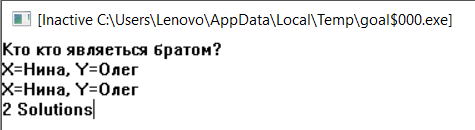 [Inactive C:\Users\Lenovo\AppData\Local\Temp\goal$000.exe]
Кто кто являеться братом?
X=Нина, Y=Олег
X=Нина, Y=Олег
2 Solutions